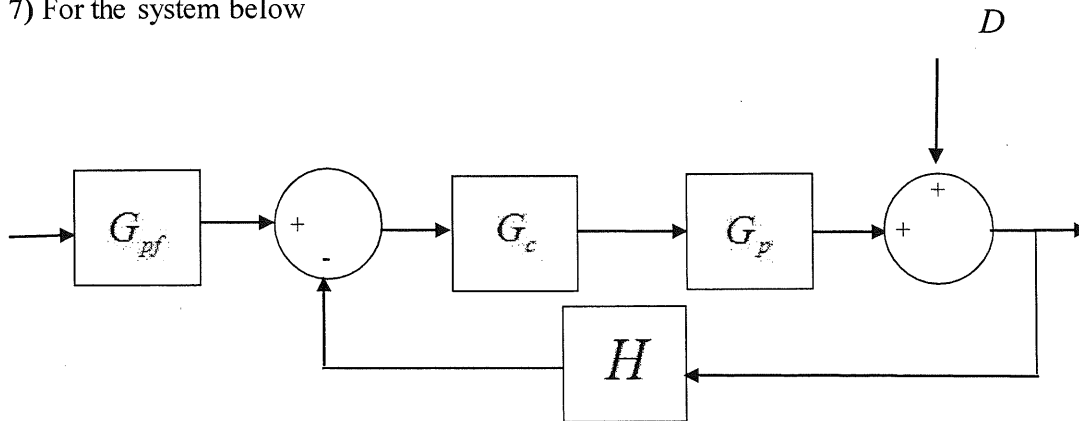 7) For the system below
D
G_pf
+
-
G_c
G_p
+
+
H